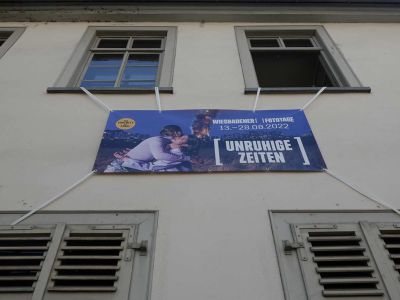 WIESBADENER FOTOTAGE
13.–28.08.2022
[ UNRUHIGE
ZEITEN ]